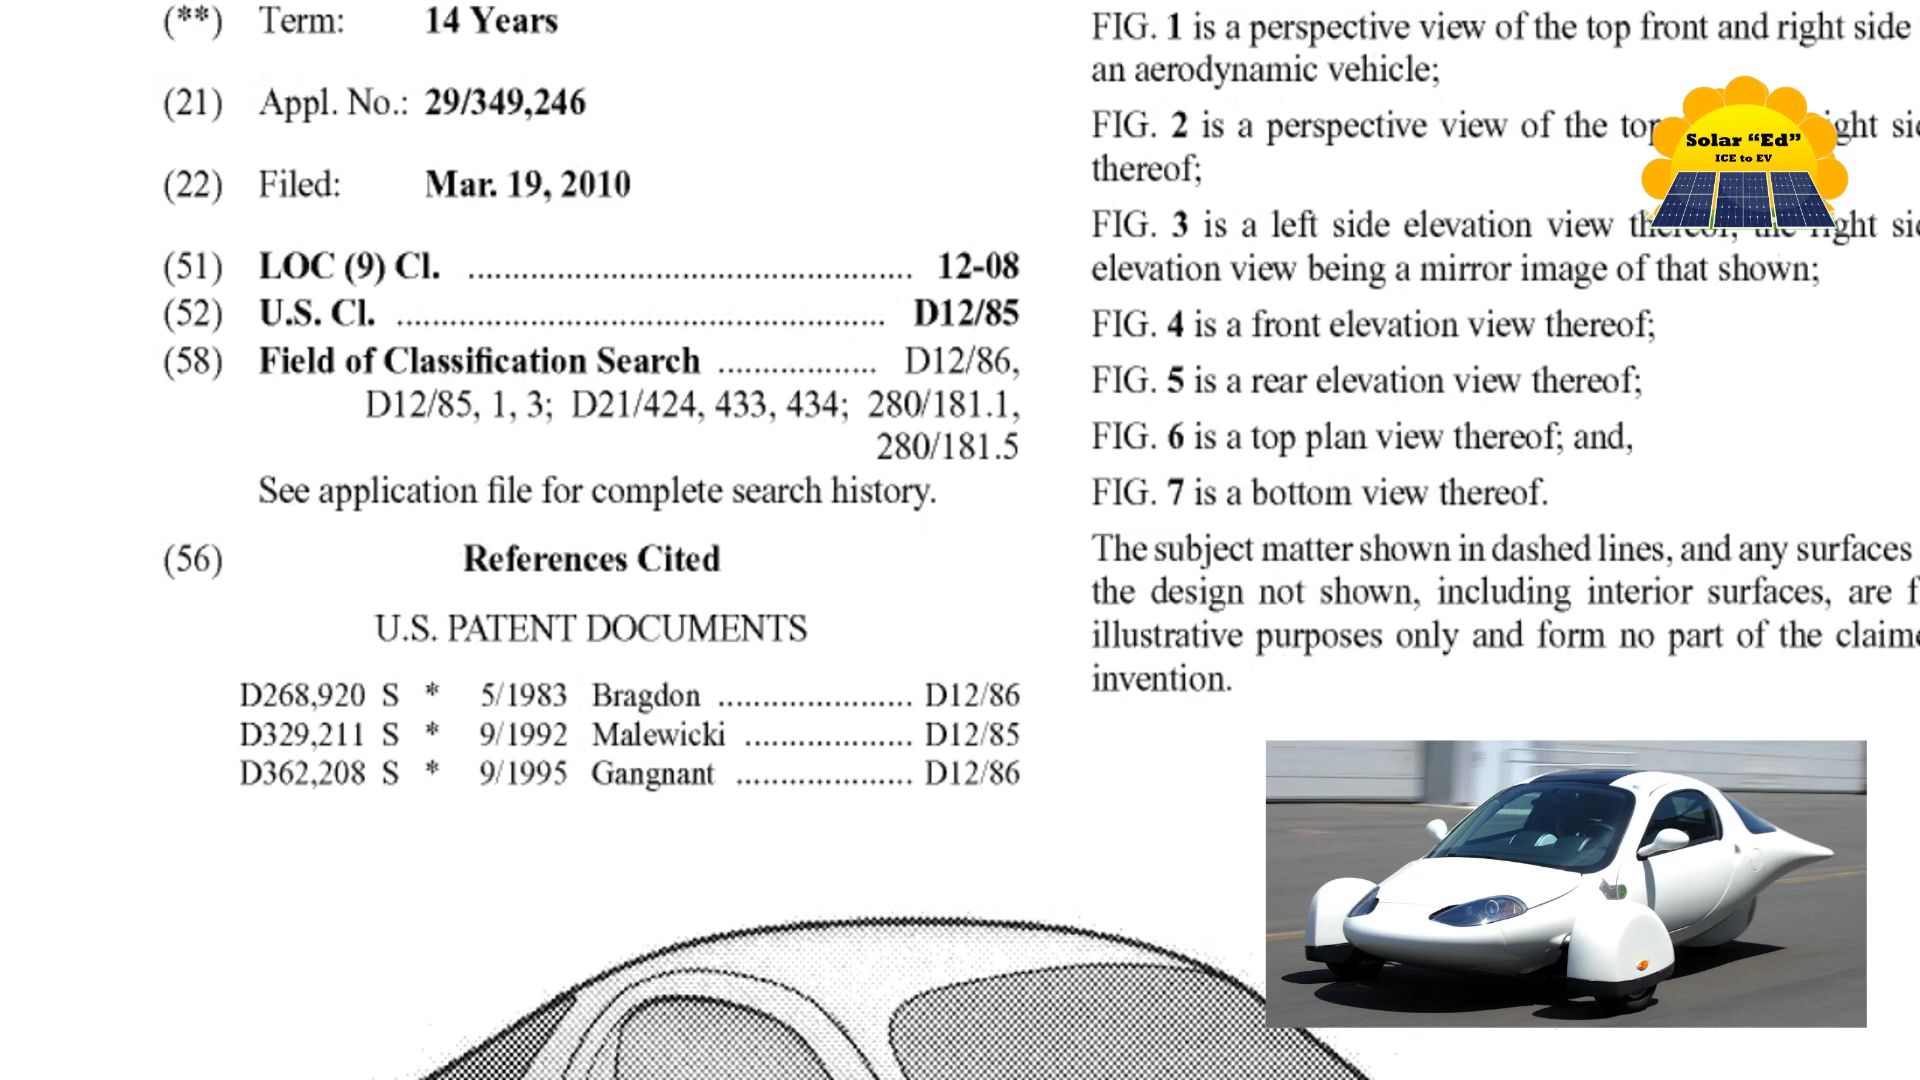 (**) Term: 14 Years
(21) Appl. No.: 29/349,246
(22) Filed: Mar. 19, 2010
(51) LOC (9) Cl. .................................................. 12-08
(52) U.S. Cl. ....................................................... D12/85
(58) Field of Classification Search .................. D12/86,
D12/85, 1, 3; D21/424, 433, 434; 280/181.1,
280/181.5
See application file for complete search history.
(56) References Cited
U.S. PATENT DOCUMENTS
D268,920 S * 5/1983 Bragdon ...................... D12/86
D329,211 S * 9/1992 Malewicki ................... D12/85
D362,208 S * 9/1995 Gangnant .................... D12/86
FIG. 1 is a perspective view of the top front and right side
an aerodynamic vehicle;
FIG. 2 is a perspective view of the top
thereof;
FIG. 3 is a left side elevation view thereof; the right
elevation view being a mirror image of that shown;
FIG. 4 is a front elevation view thereof;
FIG. 5 is a rear elevation view thereof;
FIG. 6 is a top plan view thereof; and,
FIG. 7 is a bottom view thereof.
The subject matter shown in dashed lines, and any surfaces
the design not shown, including interior surfaces, are
illustrative purposes only and form no part of the
invention.
Solar “Ed”
ICE to EV